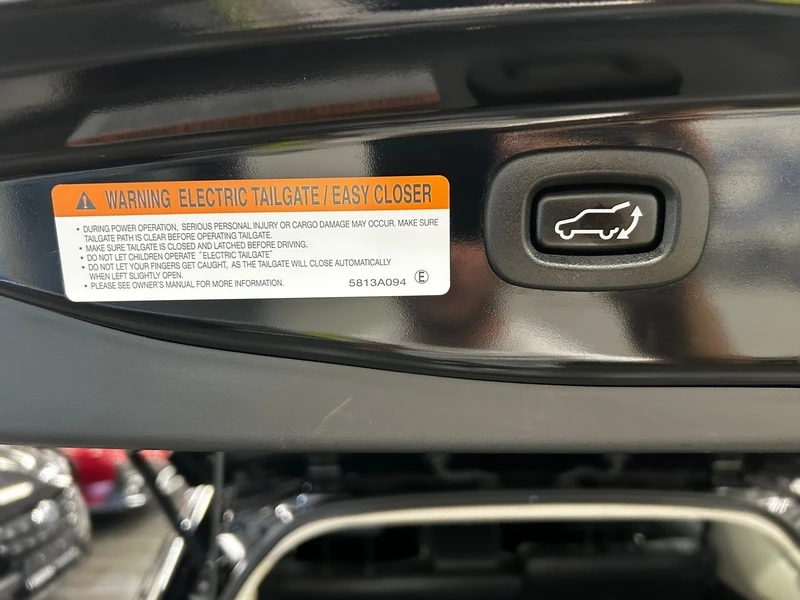 WARNING ELECTRIC TAILGATE / EASY CLOSER
• DURING POWER OPERATION, SERIOUS PERSONAL INJURY OR CARGO DAMAGE MAY OCCUR. MAKE SURE
TAILGATE PATH IS CLEAR BEFORE OPERATING TAILGATE.
• MAKE SURE TAILGATE IS CLOSED AND LATCHED BEFORE DRIVING.
• DO NOT LET CHILDREN OPERATE "ELECTRIC TAILGATE"
• DO NOT LET YOUR FINGERS GET CAUGHT, AS THE TAILGATE WILL CLOSE AUTOMATICALLY
WHEN LEFT SLIGHTLY OPEN.
• PLEASE SEE OWNER'S MANUAL FOR MORE INFORMATION.
5813A094 Ⓔ